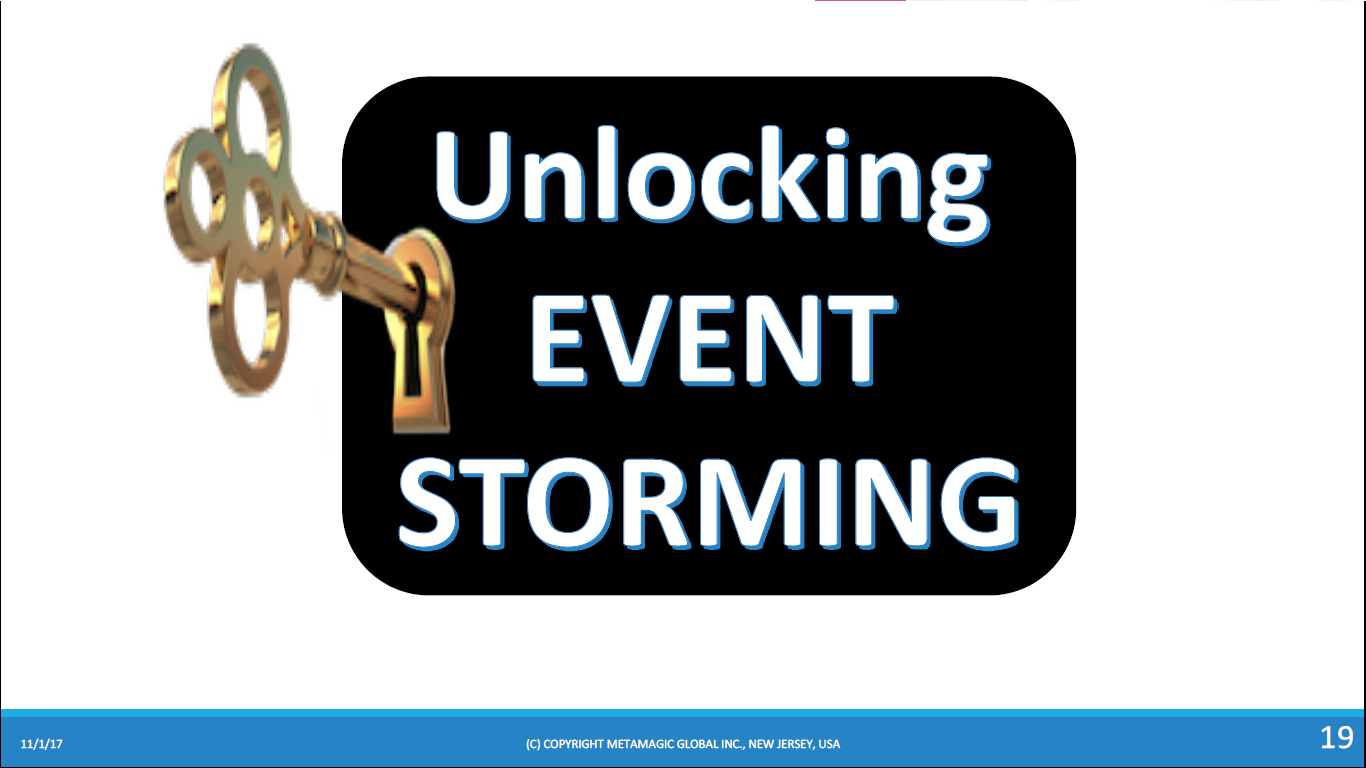 Unlocking
EVENT
STORMING
11/1/17
(C) COPYRIGHT METAMAGIC GLOBAL INC., NEW JERSEY, USA
19